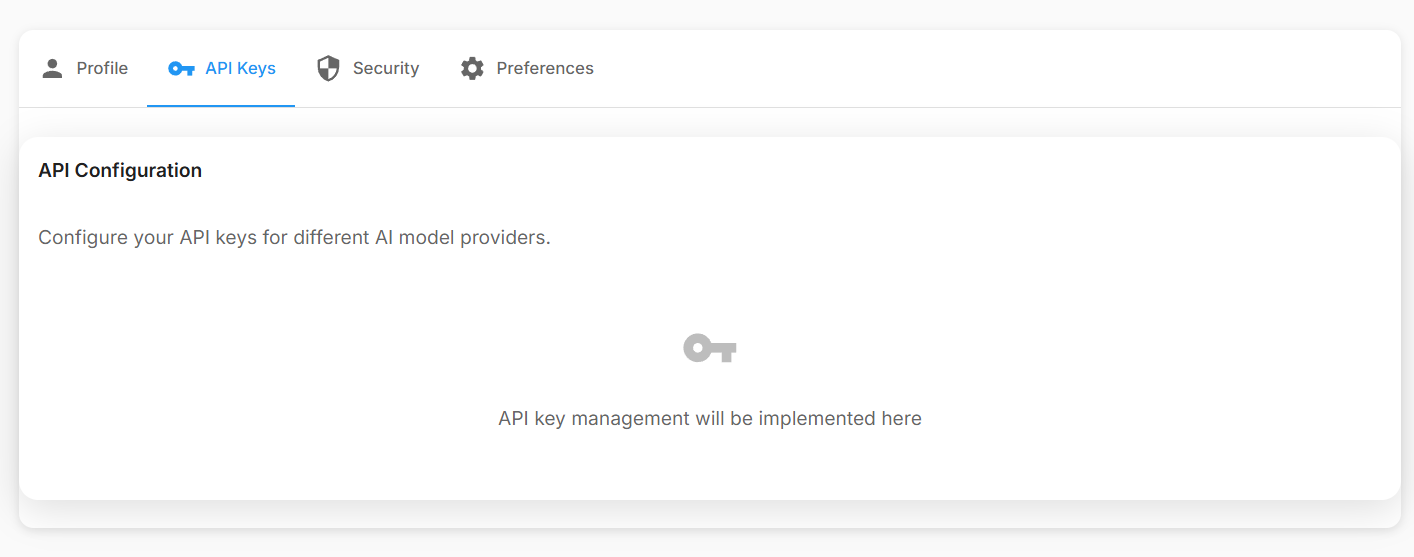 Profile
API Keys
Security
Preferences
API Configuration
Configure your API keys for different AI model providers.
API key management will be implemented here